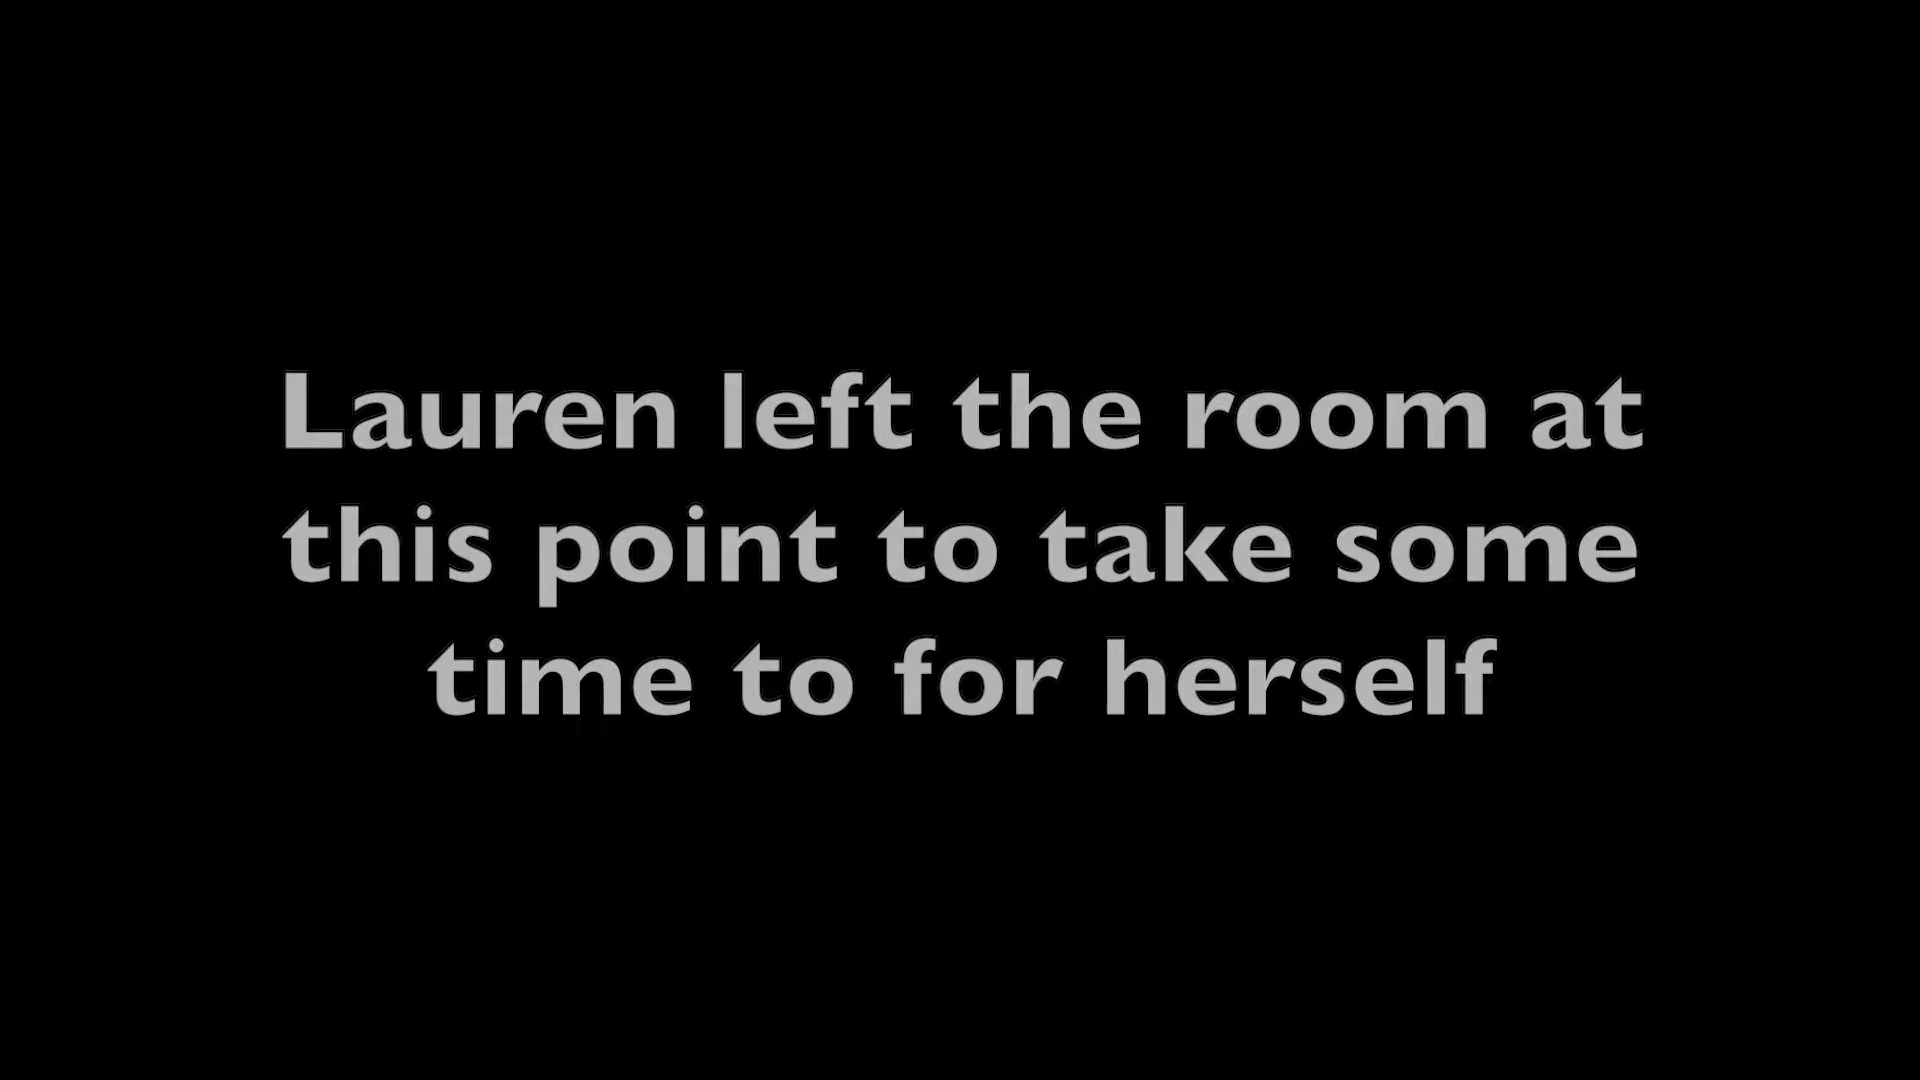 Lauren left the room at
this point to take some
time to for herself